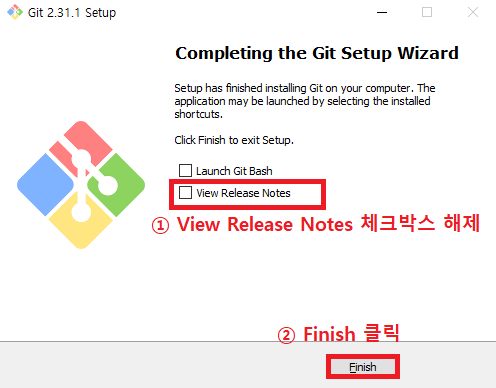 Git 2.31.1 Setup
Completing the Git Setup Wizard
Setup has finished installing Git on your computer. The
application may be launched by selecting the installed
shortcuts.
Click Finish to exit Setup.
Launch Git Bash
View Release Notes
① View Release Notes 체크박스 해제
② Finish 클릭
Finish